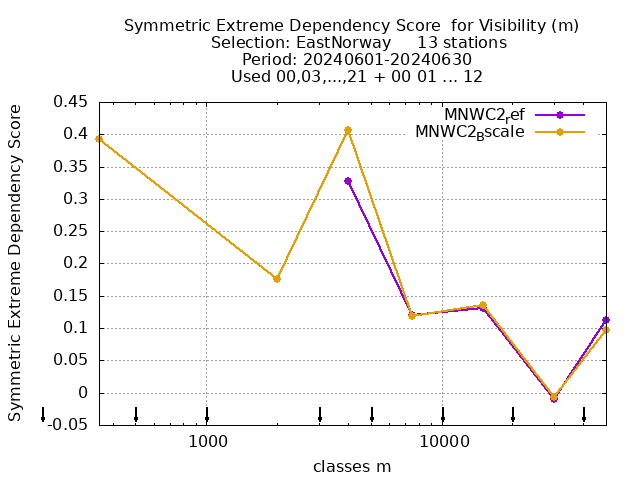 Symmetric Extreme Dependency Score  for Visibility (m)
Selection: EastNorway     13 stations
Period: 20240601-20240630
Used 00,03,...,21 + 00 01 ... 12
Symmetric Extreme Dependency Score
0.45
0.4
0.35
0.3
0.25
0.2
0.15
0.1
0.05
0
-0.05
MNWC2ref
MNWC2Bscale
1000
10000
classes m